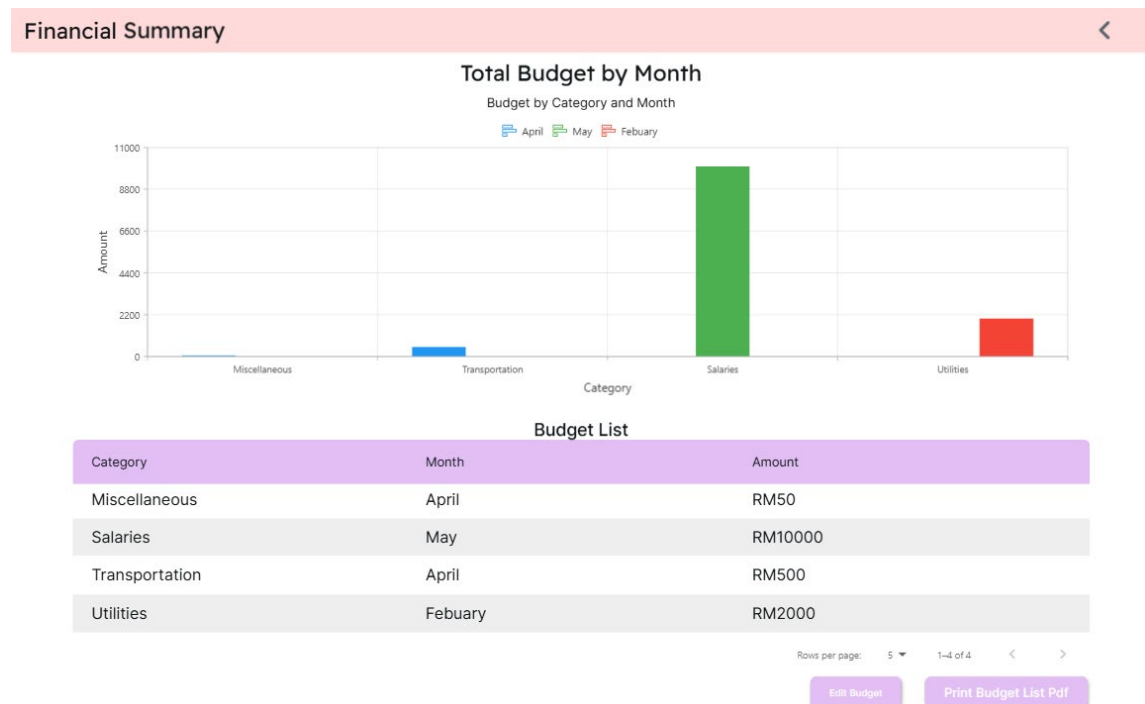 Financial Summary
Total Budget by Month
Budget by Category and Month
April May Febuary
11000
8800
6600
4400
2200
0
Amount
Miscellaneous Transportation Salaries Utilities
Category
Budget List
Category Month Amount
Miscellaneous April RM50
Salaries May RM10000
Transportation April RM500
Utilities Febuary RM2000
Rows per page: 5 1–4 of 4
Edit Budget Print Budget List Pdf